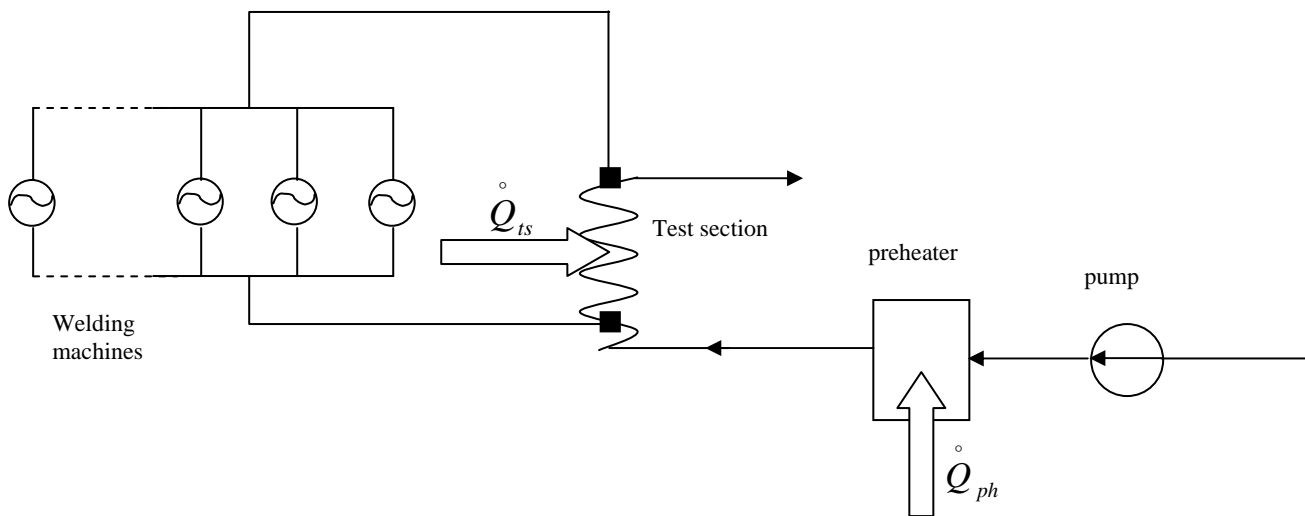 Q̊ ts
Test section
preheater
pump
Welding
machines
Q̊ ph